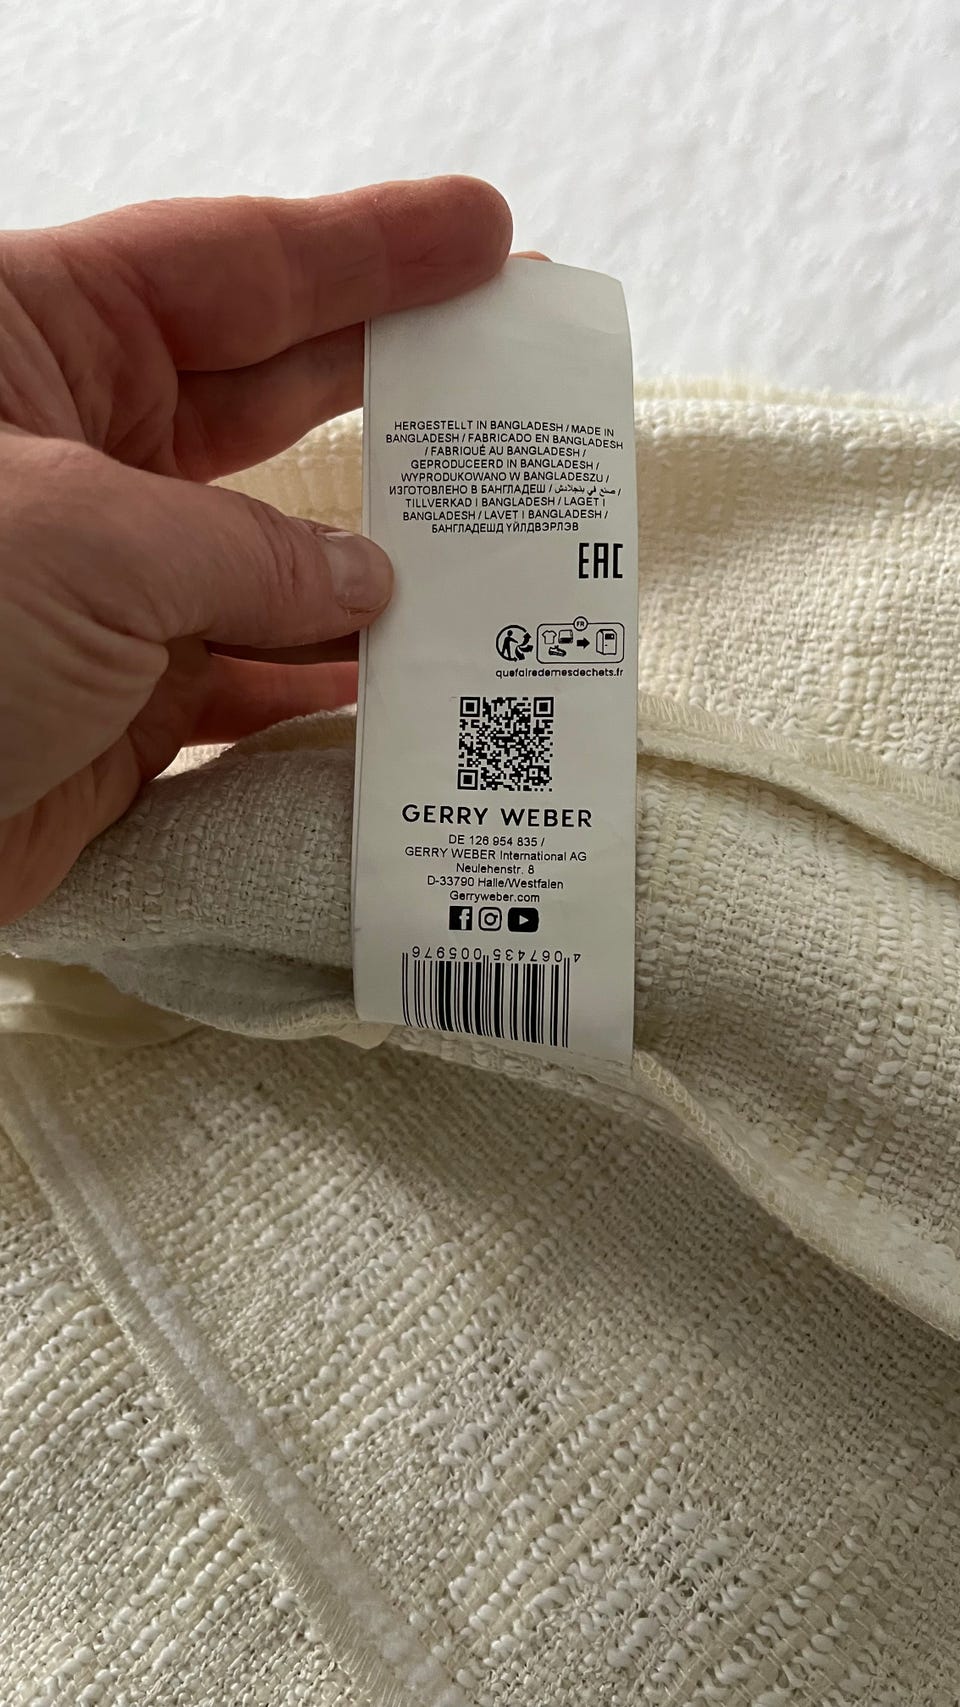 HERGESTELLT IN BANGLADESH / MADE IN
BANGLADESH / FABRICADO EN BANGLADESH
/ FABRIQUÉ AU BANGLADESH /
GEPRODUCEERD IN BANGLADESH /
WYPRODUKOWANO W BANGLADESZU /
ИЗГОТОВЛЕНО В БАНГЛАДЕШ / صنع في بنجلادش /
TILLVERKAD I BANGLADESH / LAGET I
BANGLADESH / LAVET I BANGLADESH /
БАНГЛАДЕШД ҮЙЛДВЭРЛЭВ
EAC
FR
quefairedemesdechets.fr
GERRY WEBER
DE 126 954 835 /
GERRY WEBER International AG
Neulehenstr. 8
D-33790 Halle/Westfalen
Gerryweber.com
4 067435 005976